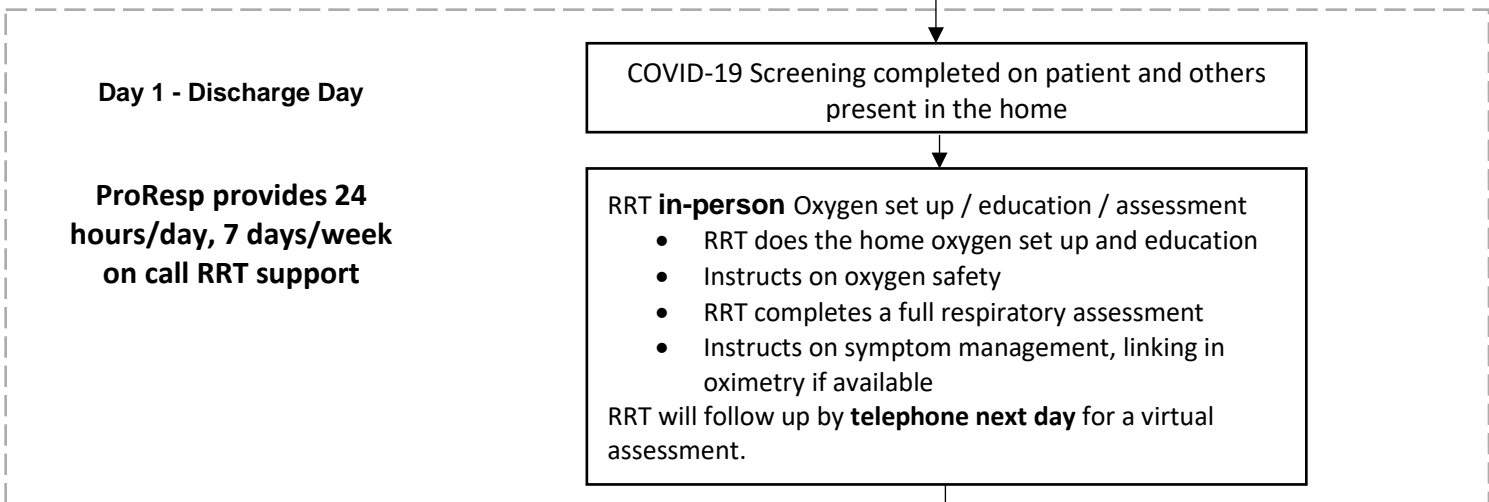 Day 1 - Discharge Day
ProResp provides 24
hours/day, 7 days/week
on call RRT support
COVID-19 Screening completed on patient and others
present in the home
RRT in-person Oxygen set up / education / assessment
• RRT does the home oxygen set up and education
• Instructs on oxygen safety
• RRT completes a full respiratory assessment
• Instructs on symptom management, linking in
oximetry if available
RRT will follow up by telephone next day for a virtual
assessment.